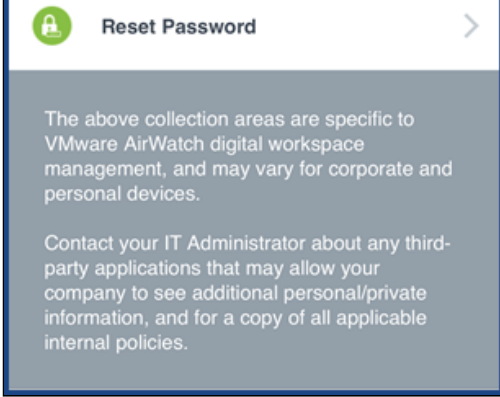 Reset Password
The above collection areas are specific to
VMware AirWatch digital workspace
management, and may vary for corporate and
personal devices.
Contact your IT Administrator about any third-
party applications that may allow your
company to see additional personal/private
information, and for a copy of all applicable
internal policies.